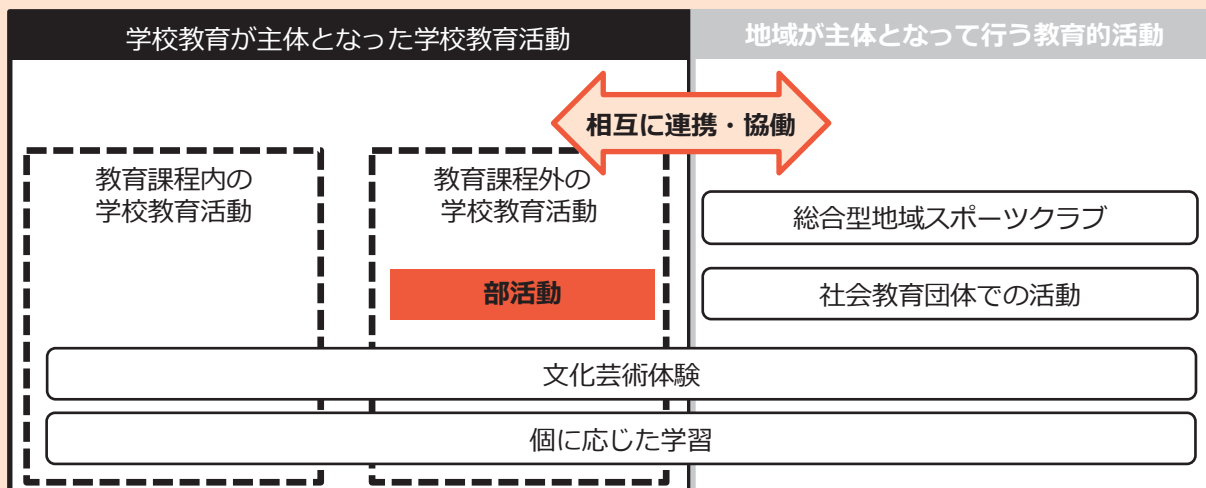 学校教育が主体となった学校教育活動
地域が主体となって行う教育的活動
相互に連携・協働
教育課程内の
学校教育活動
教育課程外の
学校教育活動
部活動
総合型地域スポーツクラブ
社会教育団体での活動
文化芸術体験
個に応じた学習